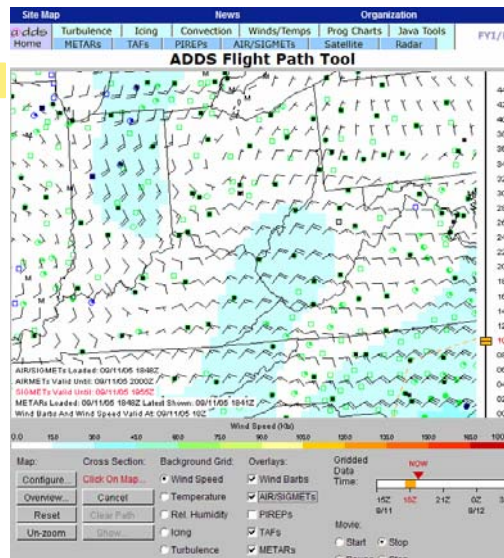 Site Map News Organization
adds Turbulence Icing Convection Winds/Temps Prog Charts Java Tools FYI/
Home METARs TAFs PIREPs AIR/SIGMETs Satellite Radar
ADDS Flight Path Tool
AIR/SIGMETs Loaded: 09/11/05 1848Z
AIRMETs Valid Until: 09/11/05 2000Z
SIGMETs Valid Until: 09/11/05 1955Z
METARs Loaded: 09/11/05 1848Z Latest Shown: 09/11/05 1841Z
Wind Barbs And Wind Speed Valid At: 09/11/05 18Z
Wind Speed (Kts)
Map: Cross Section: Background Grid: Overlays: Gridded Data Time:
Configure... Click On Map... Wind Speed Wind Barbs NOW
Overview... Cancel Temperature AIR/SIGMETs 15Z 18Z 21Z 0Z
9/11 9/12
Reset Clear Path Rel. Humidity PIREPs
Un-zoom Show... Icing TAFs Movie:
Start Stop
Turbulence METARs